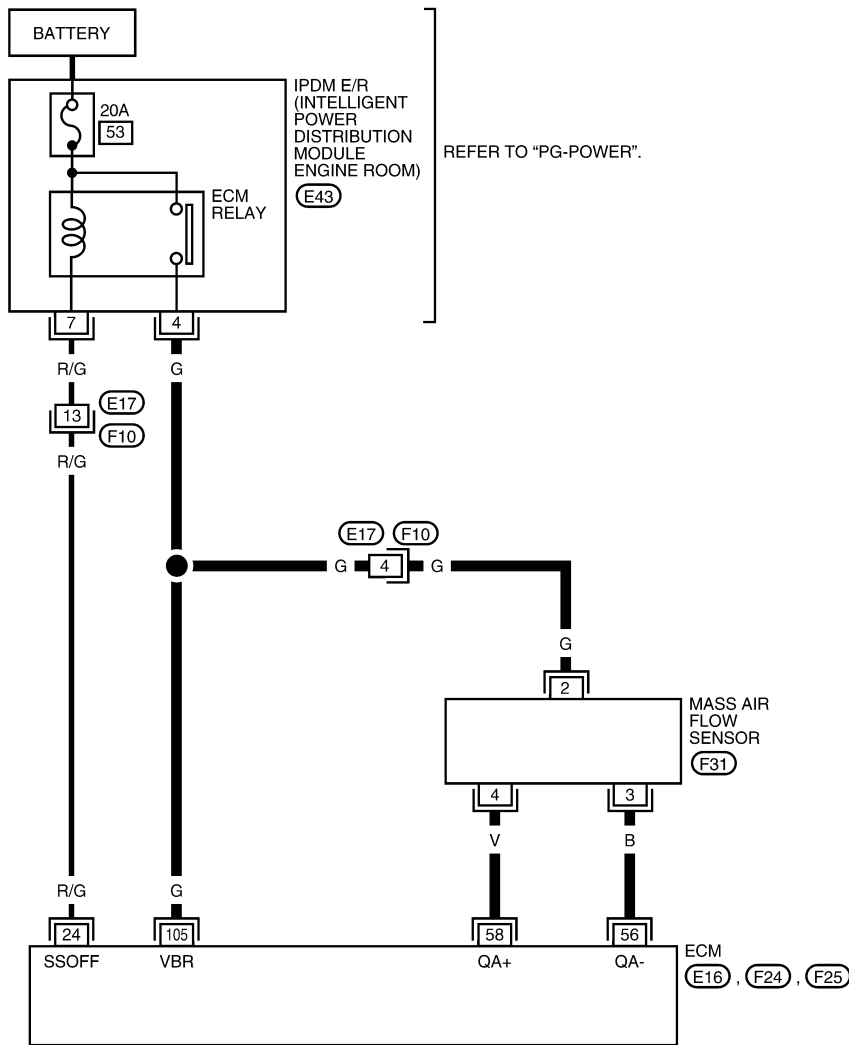 BATTERY
20A
53
IPDM E/R
(INTELLIGENT
POWER
DISTRIBUTION
MODULE
ENGINE ROOM)
E43
REFER TO “PG-POWER”.
ECM
RELAY
7
4
R/G
G
13
E17
F10
R/G
E17
F10
G
4
G
G
2
MASS AIR
FLOW
SENSOR
F31
4
3
V
B
R/G
G
24
105
58
56
SSOFF
VBR
QA+
QA-
ECM
E16 , F24 , F25